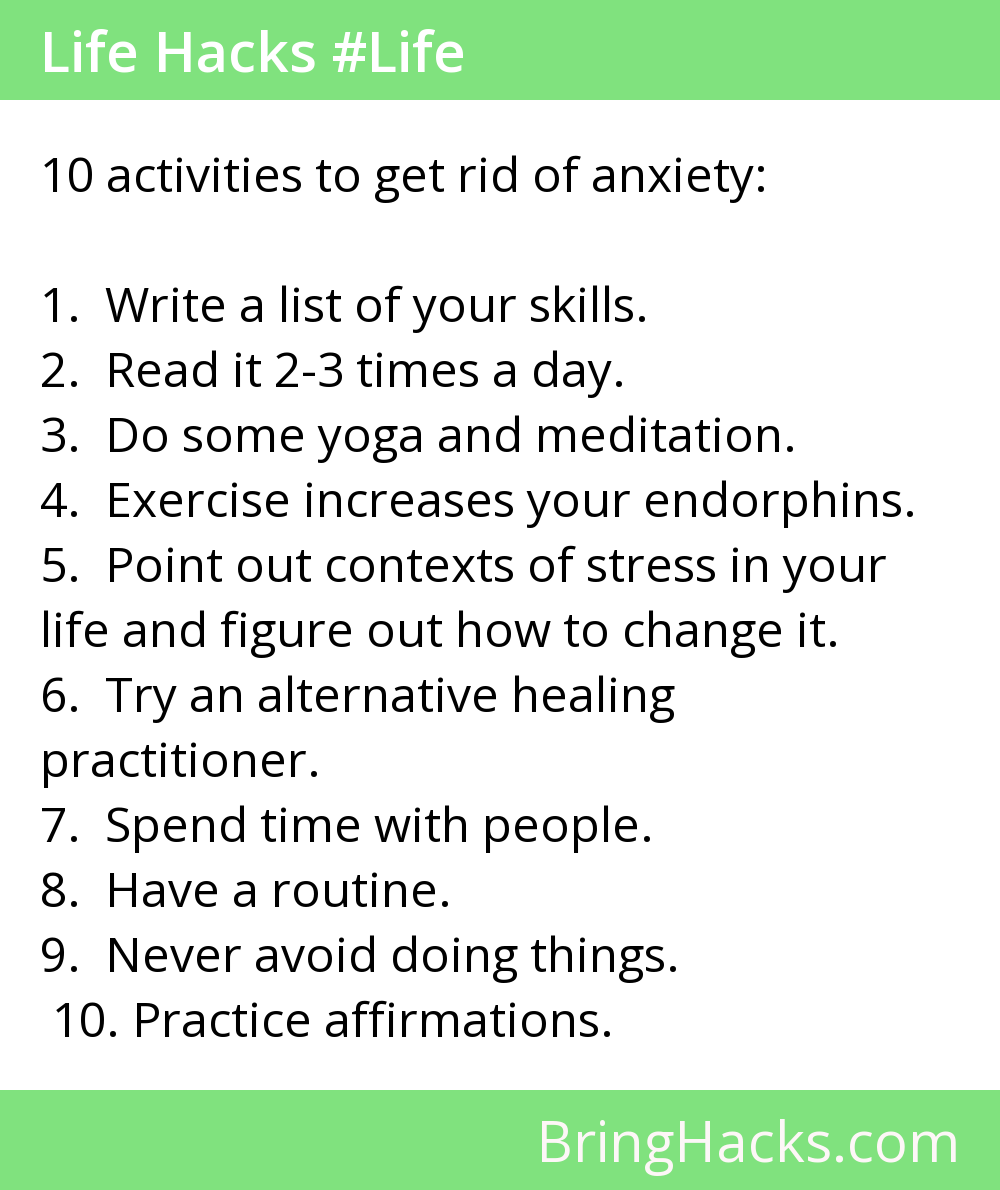 Life Hacks #Life
10 activities to get rid of anxiety:
1. Write a list of your skills.
2. Read it 2-3 times a day.
3. Do some yoga and meditation.
4. Exercise increases your endorphins.
5. Point out contexts of stress in your
life and figure out how to change it.
6. Try an alternative healing
practitioner.
7. Spend time with people.
8. Have a routine.
9. Never avoid doing things.
10. Practice affirmations.
BringHacks.com